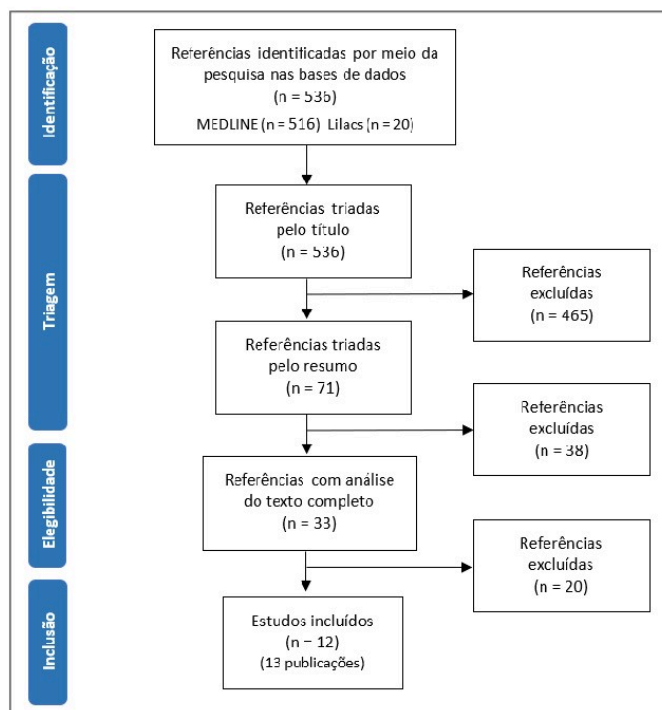 Identificação
Referências identificadas por meio da
pesquisa nas bases de dados
(n = 536)
MEDLINE (n = 516) Lilacs (n = 20)
Triagem
Referências triadas
pelo título
(n = 536)
Referências
excluídas
(n = 465)
Referências triadas
pelo resumo
(n = 71)
Referências
excluídas
(n = 38)
Elegibilidade
Referências com análise
do texto completo
(n = 33)
Referências
excluídas
(n = 20)
Inclusão
Estudos incluídos
(n = 12)
(13 publicações)